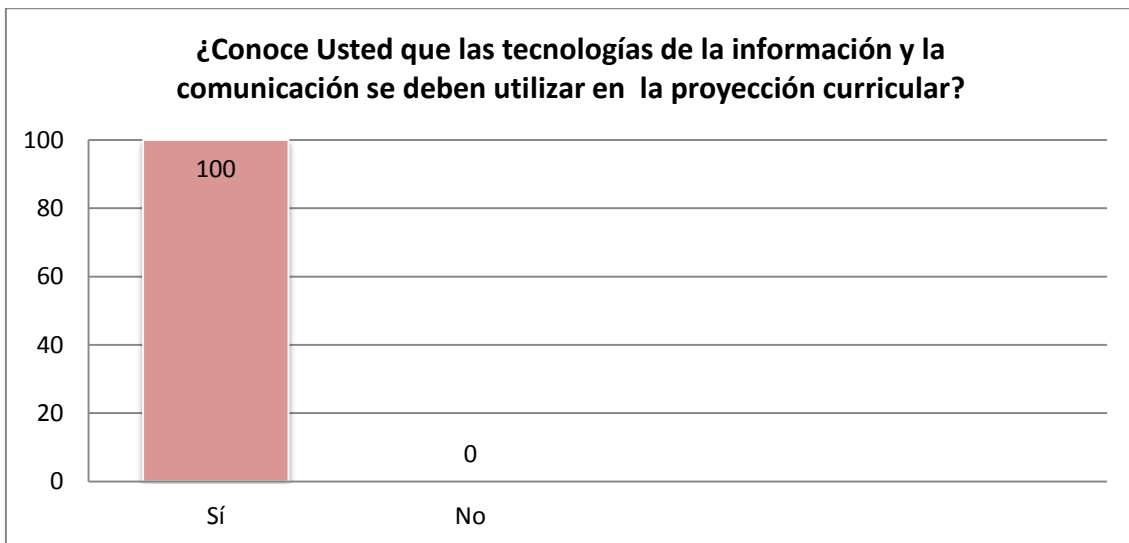 ¿Conoce Usted que las tecnologías de la información y la
comunicación se deben utilizar en  la proyección curricular?
100
80
60
40
20
0
100
0
Sí
No